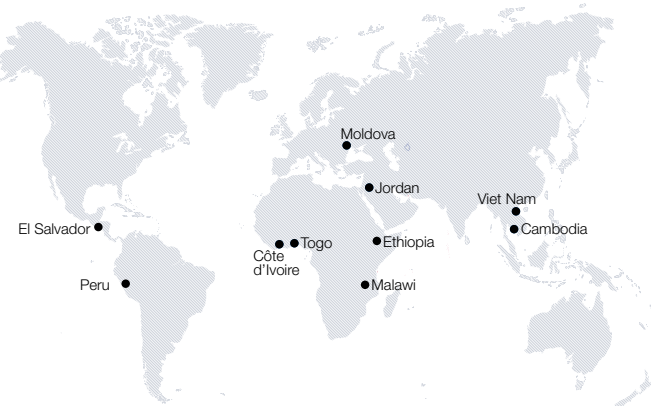 Moldova
Jordan
Viet Nam
El Salvador
Cambodia
Togo
Ethiopia
Côte
d'Ivoire
Peru
Malawi